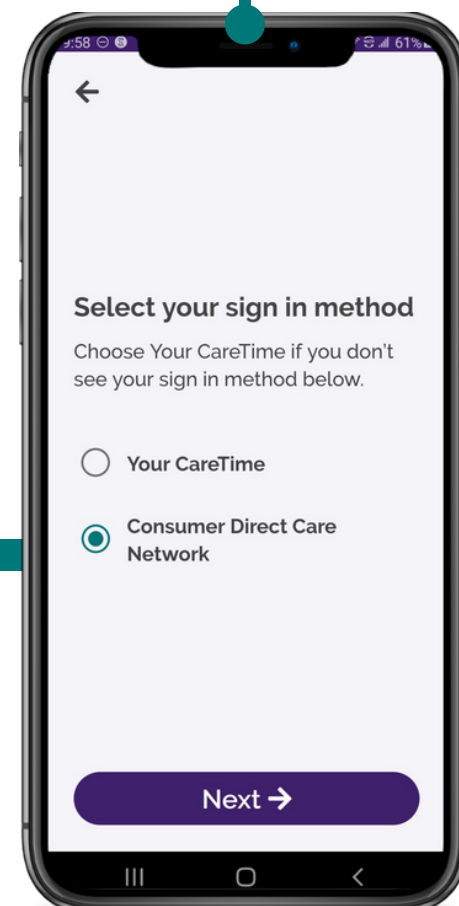 9:58
61%
Select your sign in method
Choose Your CareTime if you don't
see your sign in method below.
Your CareTime
Consumer Direct Care
Network
Next →